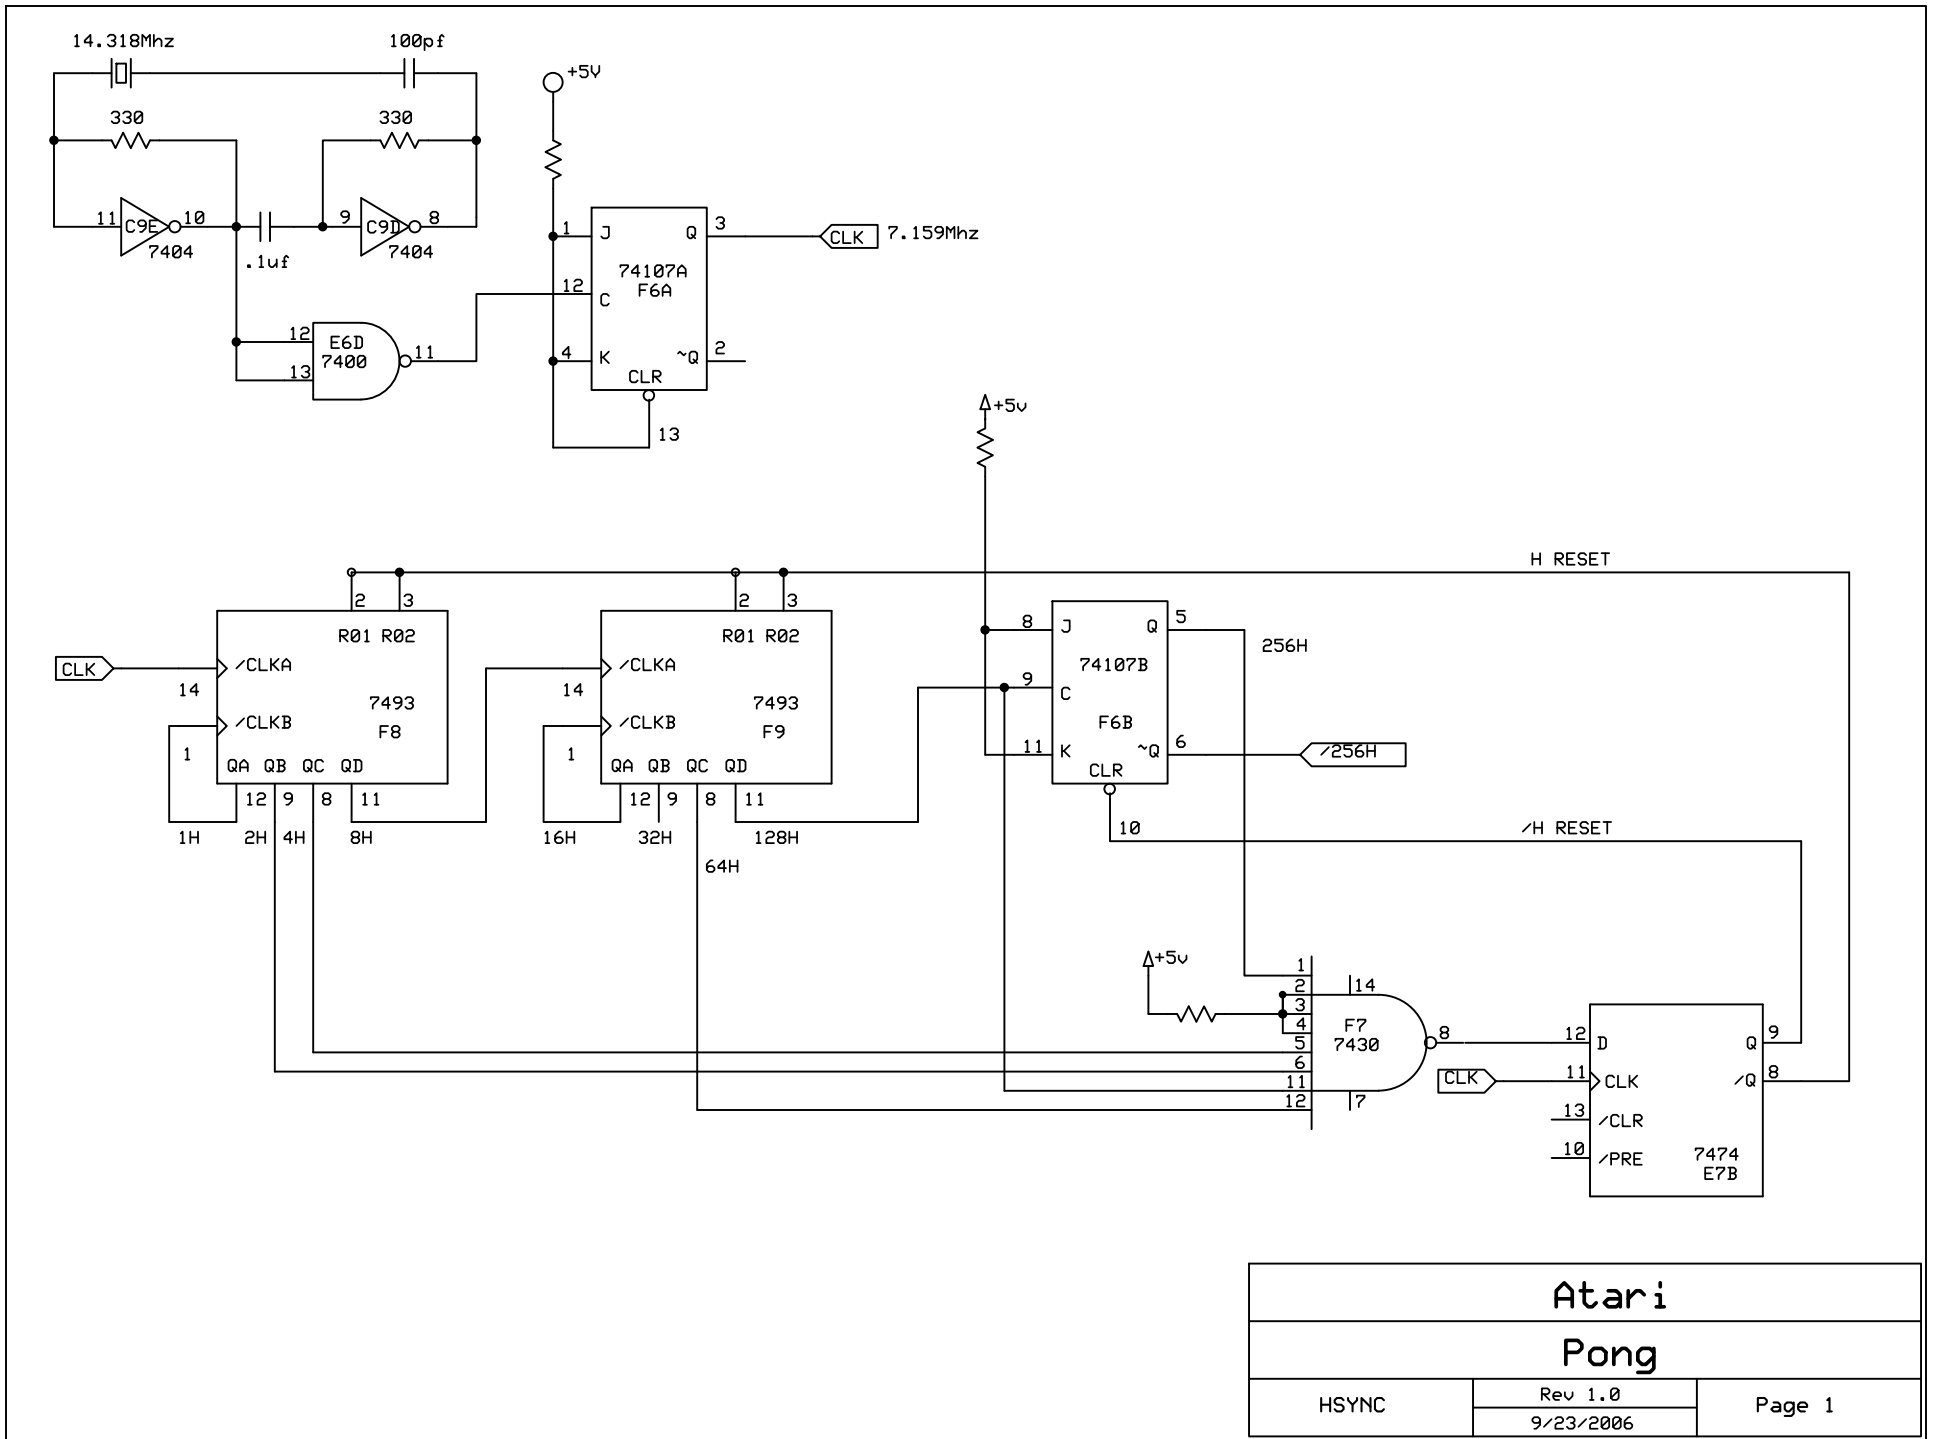 14.318Mhz
100pf
+5V
330
330
11
C9E
10
7404
.1uf
9
C9D
8
7404
12
13
E6D
7400
11
1
J
Q
3
CLK
7.159Mhz
74107A
F6A
12
C
4
K
~Q
2
CLR
13
+5v
H RESET
2
3
R01 R02
CLK
/CLKA
14
7493
F8
/CLKB
1
QA QB QC QD
12
9
8
11
1H
2H
4H
8H
2
3
R01 R02
/CLKA
14
7493
F9
/CLKB
1
QA QB QC QD
12
9
8
11
16H
32H
128H
64H
8
J
Q
5
256H
74107B
9
C
F6B
11
K
~Q
6
/256H
CLR
10
/H RESET
+5v
1
2
3
4
5
6
11
12
14
F7
7430
7
8
12
D
Q
9
CLK
11
CLK
/Q
8
13
/CLR
10
/PRE
7474
E7B
Atari
Pong
HSYNC
Rev 1.0
9/23/2006
Page 1